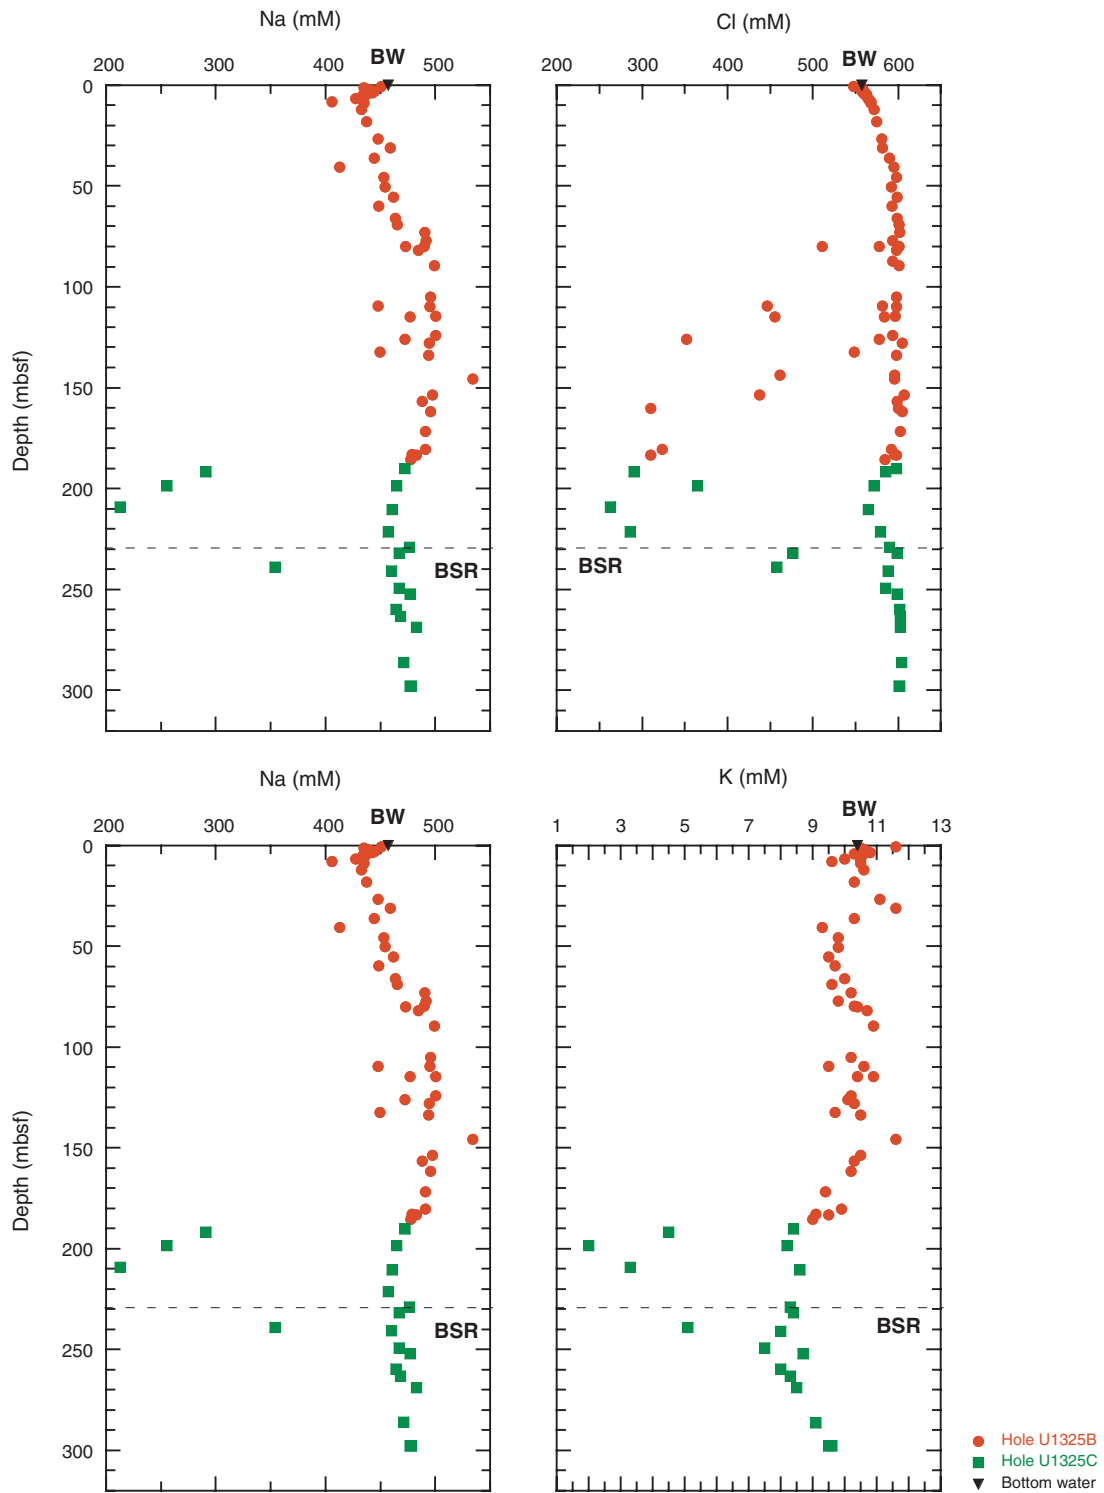 Na (mM)
Cl (mM)
BW
BW
200 300 400 500
200 300 400 500 600
0
50
100
150
200
250
300
Depth (mbsf)
BSR
BSR
Na (mM)
K (mM)
BW
BW
200 300 400 500
1 3 5 7 9 11 13
0
50
100
150
200
250
300
Depth (mbsf)
BSR
BSR
Hole U1325B
Hole U1325C
Bottom water